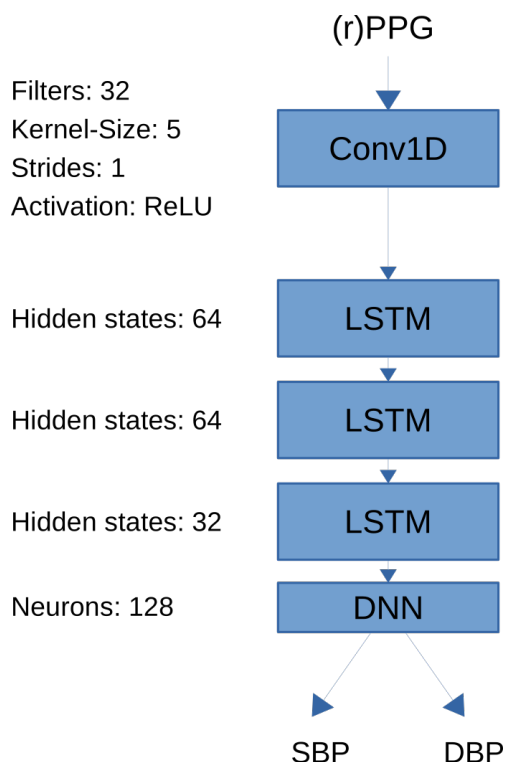 (r)PPG
Filters: 32
Kernel-Size: 5
Strides: 1
Activation: ReLU
Conv1D
Hidden states: 64
LSTM
Hidden states: 64
LSTM
Hidden states: 32
LSTM
Neurons: 128
DNN
SBP
DBP